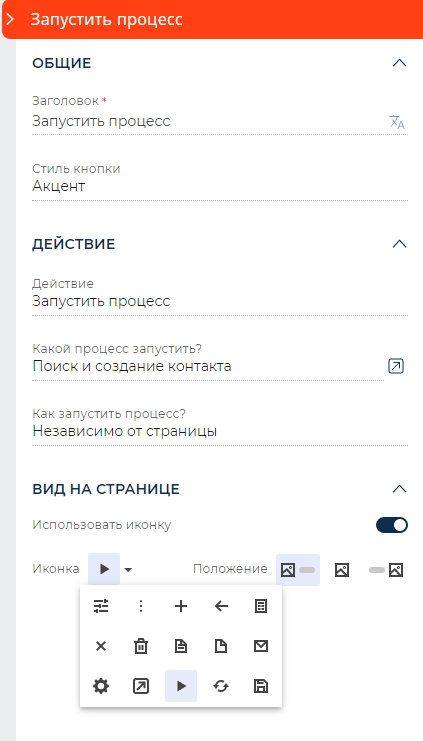 Запустить процесс
ОБЩИЕ
Заголовок *
Запустить процесс
Стиль кнопки
Акцент
ДЕЙСТВИЕ
Действие
Запустить процесс
Какой процесс запустить?
Поиск и создание контакта
Как запустить процесс?
Независимо от страницы
ВИД НА СТРАНИЦЕ
Использовать иконку
Иконка Положение